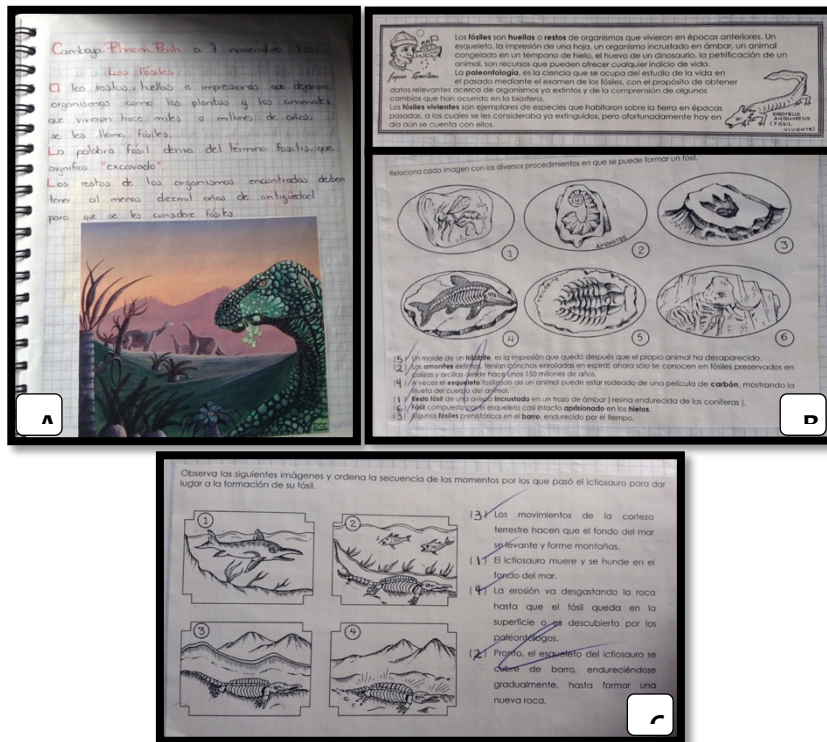 Camboya Phnom Penh a 7 noviembre 2016
Los fósiles
A los restos, huellas e impresiones que dejaron
organismos como las plantas y los animales
que vivieron hace miles o millones de años,
se les llama fósiles.
La palabra fósil deriva del término fosilis, que
significa "excavado"
Los restos de los organismos encontrados deben
tener al menos diezmil años de antigüedad
para que se les considere fósiles
A
Los fósiles son huellas o restos de organismos que vivieron en épocas anteriores. Un
esqueleto, la impresión de una hoja, un organismo incrustado en ámbar, un animal
congelado en un témpano de hielo, el huevo de un dinosaurio, la petrificación de un
animal, son recursos que pueden ofrecer cualquier indicio de vida.
La paleontología, es la ciencia que se ocupa del estudio de la vida en
el pasado mediante el examen de los fósiles, con el propósito de obtener
datos relevantes acerca de organismos ya extintos y de la comprensión de algunos
cambios que han ocurrido en la biósfera.
Los fósiles vivientes son ejemplares de especies que habitaron sobre la tierra en épocas
pasadas, a los cuales se les consideraba ya extinguidos, pero afortunadamente hoy en
día aún se cuenta con ellos.
PROTEUS
ANGUINEUS
(FÓSIL
VIVIENTE)
Relaciona cada imagen con los diversos procedimientos en que se puede formar un fósil.
1
2
AMONITES
3
4
5
6
(5) Un molde de un trilobite, es la impresión que quedó después que el propio animal ha desaparecido.
(2) Los amonites extintos, tenían conchas enrolladas en espiral; ahora sólo se conocen en fósiles preservados en
calizas y arcillas desde hace unos 150 millones de años.
(4) A veces el esqueleto fosilizado de un animal puede estar rodeado de una película de carbón, mostrando la
silueta del cuerpo del animal.
(1) Resto fósil de una avispa incrustado en un trozo de ámbar (resina endurecida de las coníferas).
(6) Fósil compuesto por el esqueleto casi intacto aprisionado en los hielos.
(3) Algunos fósiles prehistóricos en el barro, endurecido por el tiempo.
Observa las siguientes imágenes y ordena la secuencia de los momentos por los que pasó el ictiosauro para dar
lugar a la formación de su fósil.
1
2
3
4
(3) Los movimientos de la corteza
terrestre hacen que el fondo del mar
se levante y forme montañas.
(1) El ictiosauro muere y se hunde en el
fondo del mar.
(4) La erosión va desgastando la roca
hasta que el fósil queda en la
superficie o es descubierto por los
paleontólogos.
(2) Pronto, el esqueleto del ictiosauro se
cubre de barro, endureciéndose
gradualmente, hasta formar una
nueva roca.